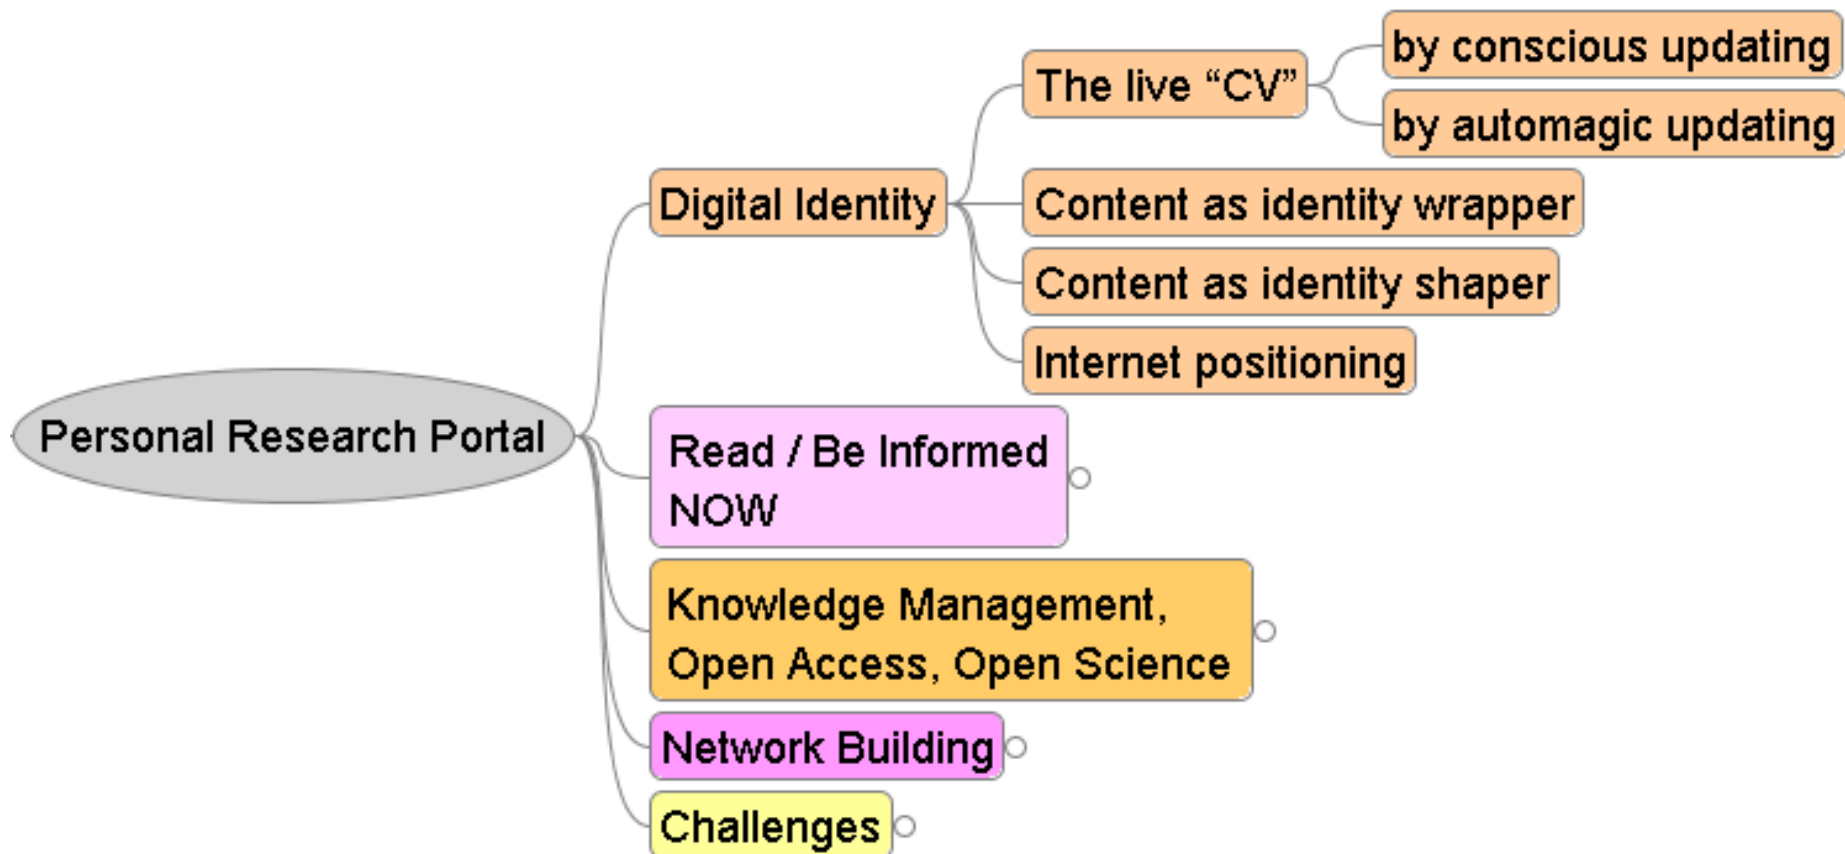 by conscious updating
The live “CV”
by automagic updating
Digital Identity
Content as identity wrapper
Content as identity shaper
Internet positioning
Personal Research Portal
Read / Be Informed
NOW
Knowledge Management,
Open Access, Open Science
Network Building
Challenges